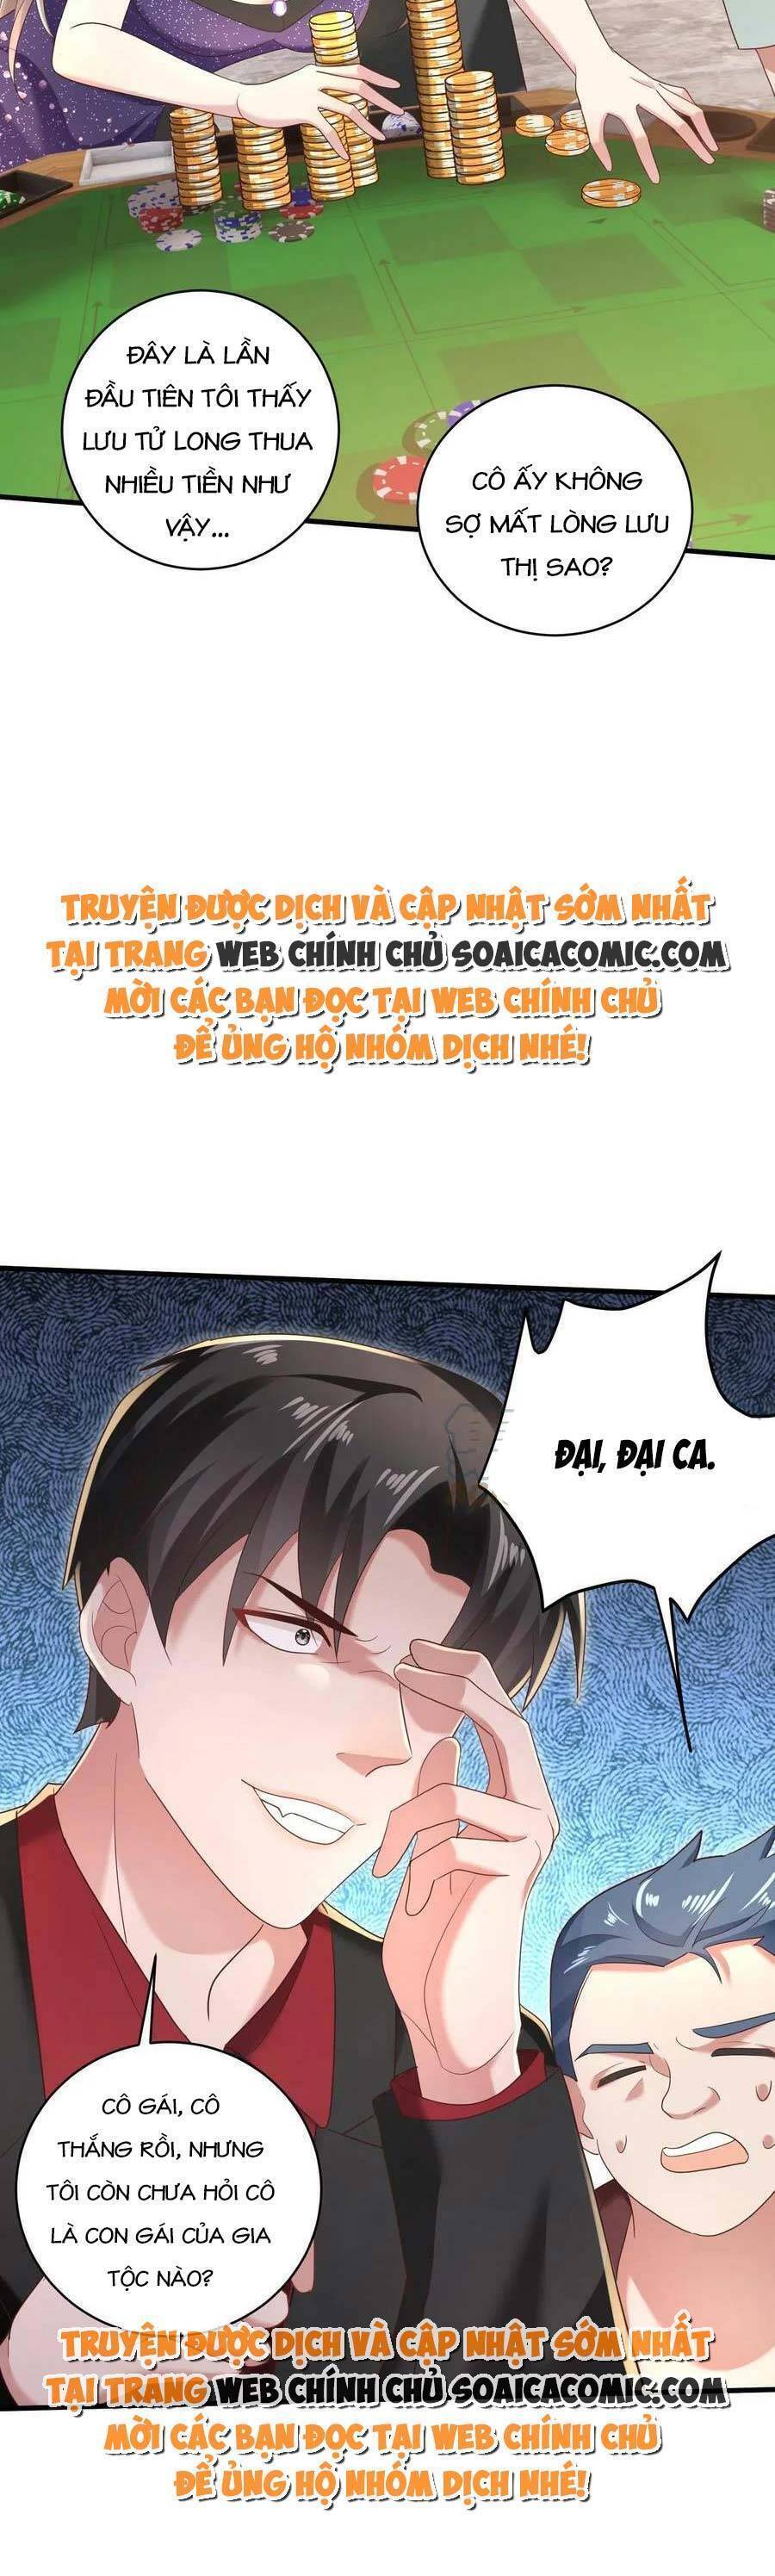 ĐÂY LÀ LẦN
ĐẦU TIÊN TÔI THẤY
LƯU TỬ LONG THUA
NHIỀU TIỀN NHƯ
VẬY...
CÔ ẤY KHÔNG
SỢ MẤT LÒNG LƯU
THỊ SAO?
TRUYỆN ĐƯỢC DỊCH VÀ CẬP NHẬT SỚM NHẤT
TẠI TRANG WEB CHÍNH CHỦ SOAICACOMIC.COM
MỜI CÁC BẠN ĐỌC TẠI WEB CHÍNH CHỦ
ĐỂ ỦNG HỘ NHÓM DỊCH NHÉ!
ĐẠI, ĐẠI CA.
CÔ GÁI, CÔ
THẮNG RỒI, NHƯNG
TÔI CÒN CHƯA HỎI CÔ
LÀ CON GÁI CỦA GIA
TỘC NÀO?
TRUYỆN ĐƯỢC DỊCH VÀ CẬP NHẬT SỚM NHẤT
TẠI TRANG WEB CHÍNH CHỦ SOAICACOMIC.COM
MỜI CÁC BẠN ĐỌC TẠI WEB CHÍNH CHỦ
ĐỂ ỦNG HỘ NHÓM DỊCH NHÉ!